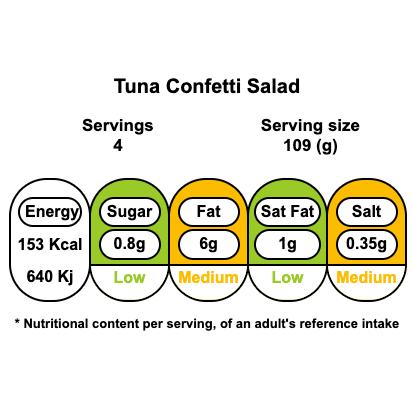 Tuna Confetti Salad
Servings
4
Serving size
109 (g)
Energy
153 Kcal
640 Kj
Sugar
0.8g
Low
Fat
6g
Medium
Sat Fat
1g
Low
Salt
0.35g
Medium
* Nutritional content per serving, of an adult's reference intake